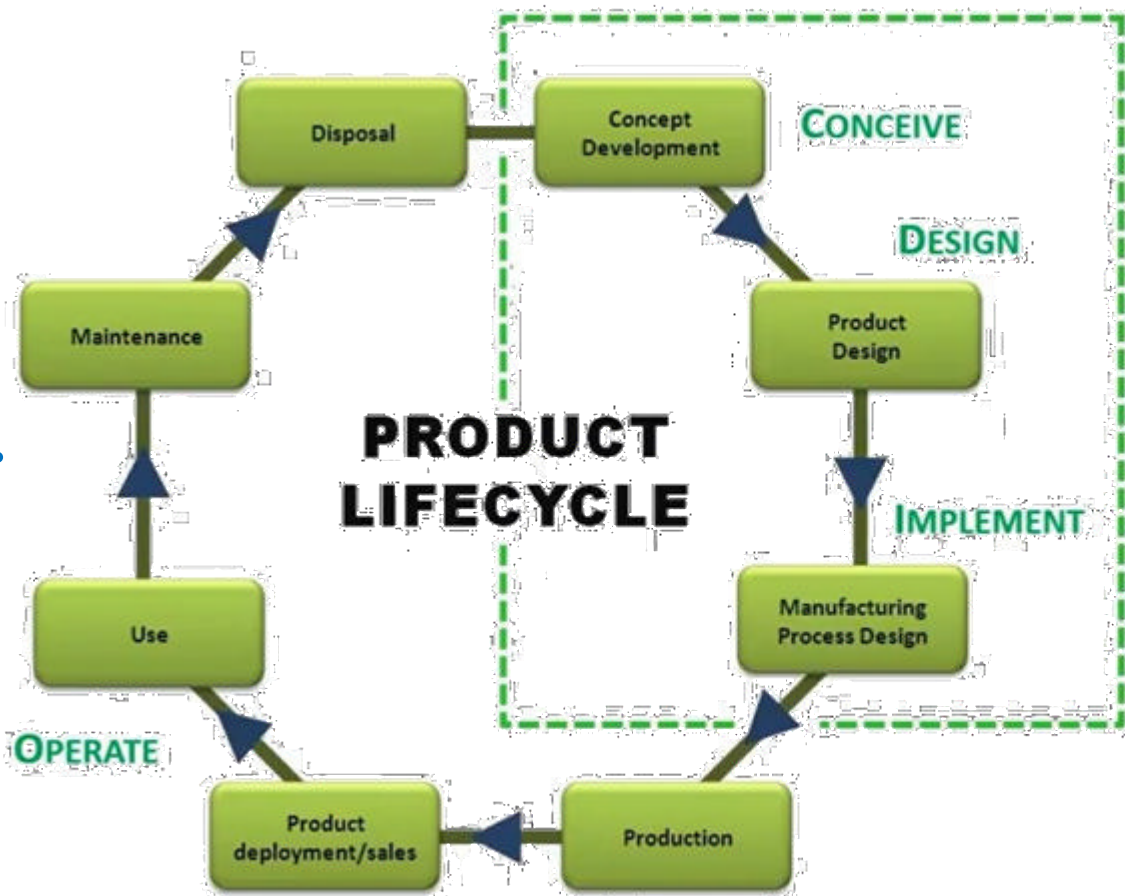 Disposal
Concept
Development
CONCEIVE
DESIGN
Maintenance
Product
Design
PRODUCT
LIFECYCLE
IMPLEMENT
Use
Manufacturing
Process Design
OPERATE
Product
deployment/sales
Production